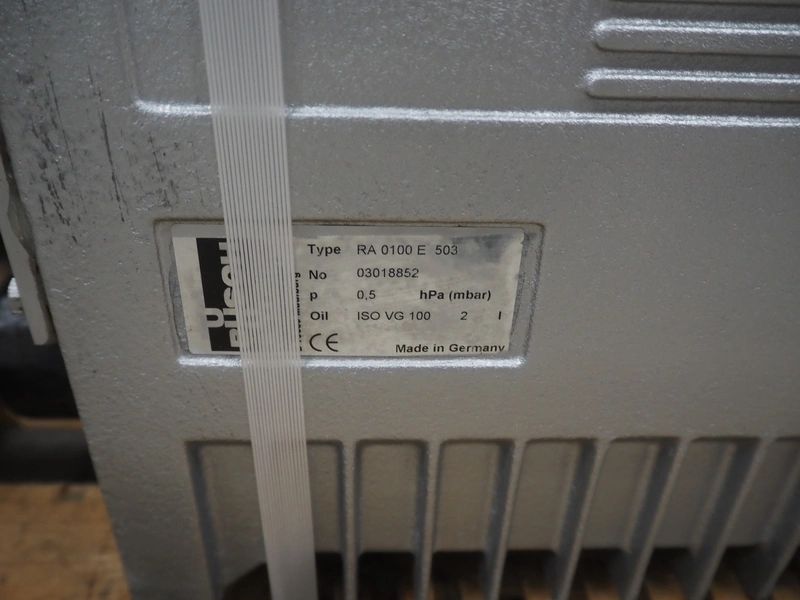 BUSCH
Type RA 0100 E 503
No 03018852
p 0,5 hPa (mbar)
Oil ISO VG 100 2 l
CE Made in Germany